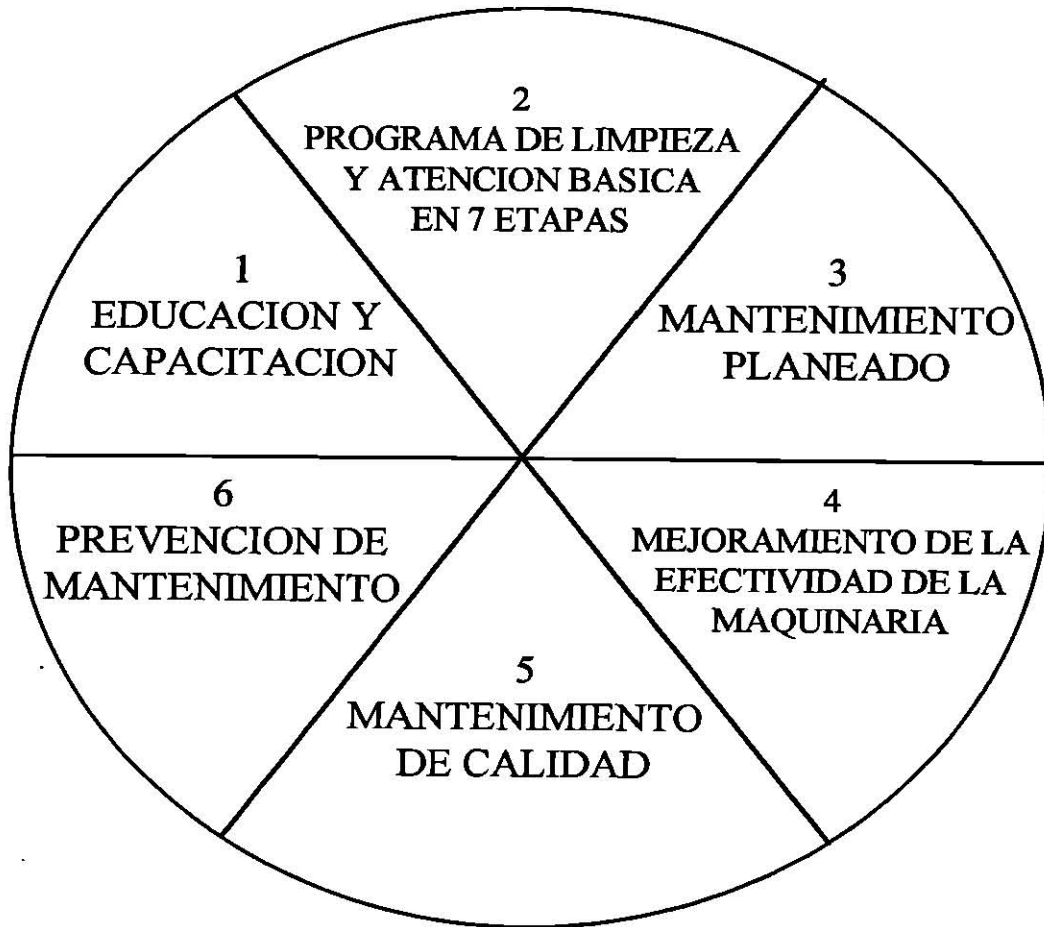 1
EDUCACION Y
CAPACITACION
2
PROGRAMA DE LIMPIEZA
Y ATENCION BASICA
EN 7 ETAPAS
3
MANTENIMIENTO
PLANEADO
4
MEJORAMIENTO DE LA
EFECTIVIDAD DE LA
MAQUINARIA
5
MANTENIMIENTO
DE CALIDAD
6
PREVENCION DE
MANTENIMIENTO